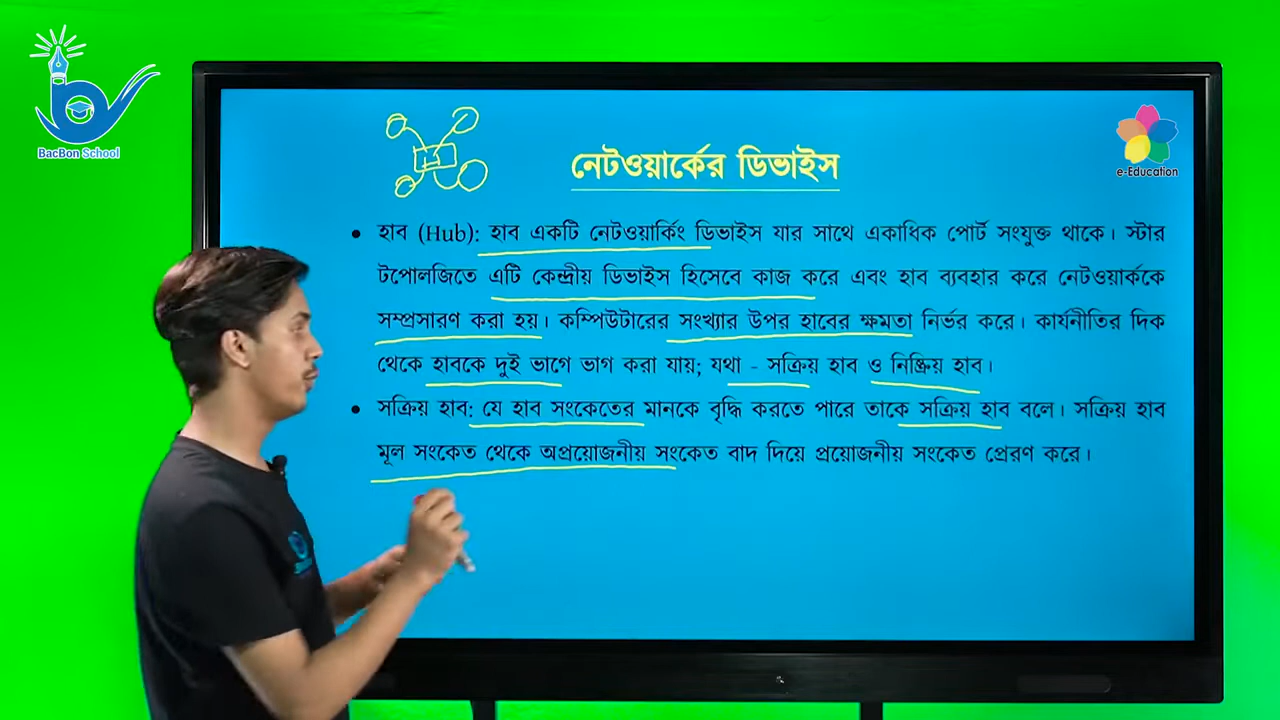 BacBon School
e-Education
নেটওয়ার্কের ডিভাইস
• হাব (Hub): হাব একটি নেটওয়ার্কিং ডিভাইস যার সাথে একাধিক পোর্ট সংযুক্ত থাকে। স্টার
টপোলজিতে এটি কেন্দ্রীয় ডিভাইস হিসেবে কাজ করে এবং হাব ব্যবহার করে নেটওয়ার্ককে
সম্প্রসারণ করা হয়। কম্পিউটারের সংখ্যার উপর হাবের ক্ষমতা নির্ভর করে। কার্যনীতির দিক
থেকে হাবকে দুই ভাগে ভাগ করা যায়; যথা - সক্রিয় হাব ও নিষ্ক্রিয় হাব।
• সক্রিয় হাব: যে হাব সংকেতের মানকে বৃদ্ধি করতে পারে তাকে সক্রিয় হাব বলে। সক্রিয় হাব
মূল সংকেত থেকে অপ্রয়োজনীয় সংকেত বাদ দিয়ে প্রয়োজনীয় সংকেত প্রেরণ করে।